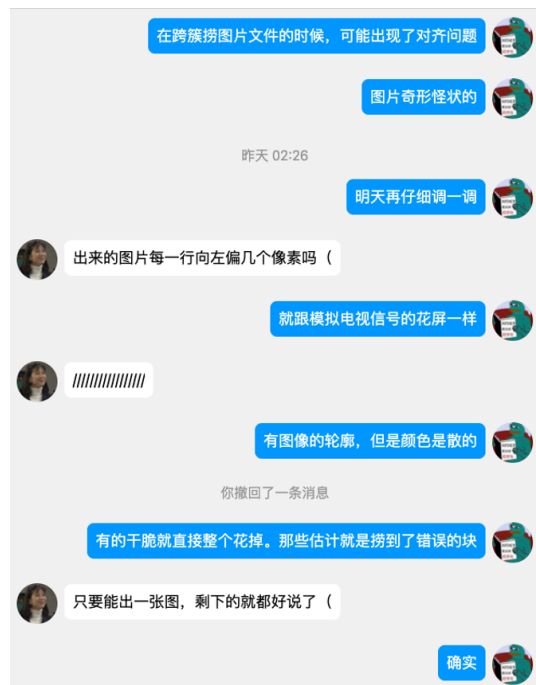 在跨簇捞图片文件的时候，可能出现了对齐问题
图片奇形怪状的
昨天 02:26
明天再仔细调一调
出来的图片每一行向左偏几个像素吗（
就跟模拟电视信号的花屏一样
////////////////
有图像的轮廓，但是颜色是散的
你撤回了一条消息
有的干脆就直接整个花掉。那些估计就是捞到了错误的块
只要能出一张图，剩下的就都好说了（
确实